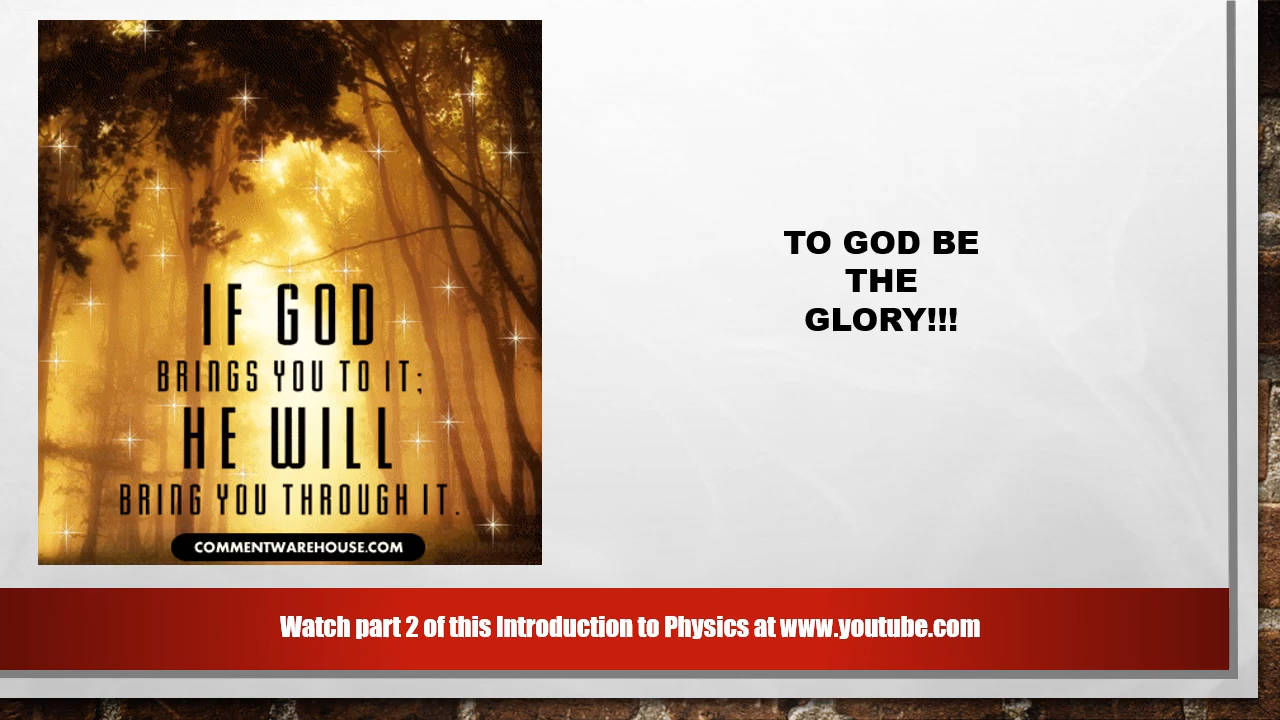 IF GOD
BRINGS YOU TO IT;
HE WILL
BRING YOU THROUGH IT.
COMMENTWAREHOUSE.COM
TO GOD BE
THE
GLORY!!!
Watch part 2 of this Introduction to Physics at www.youtube.com